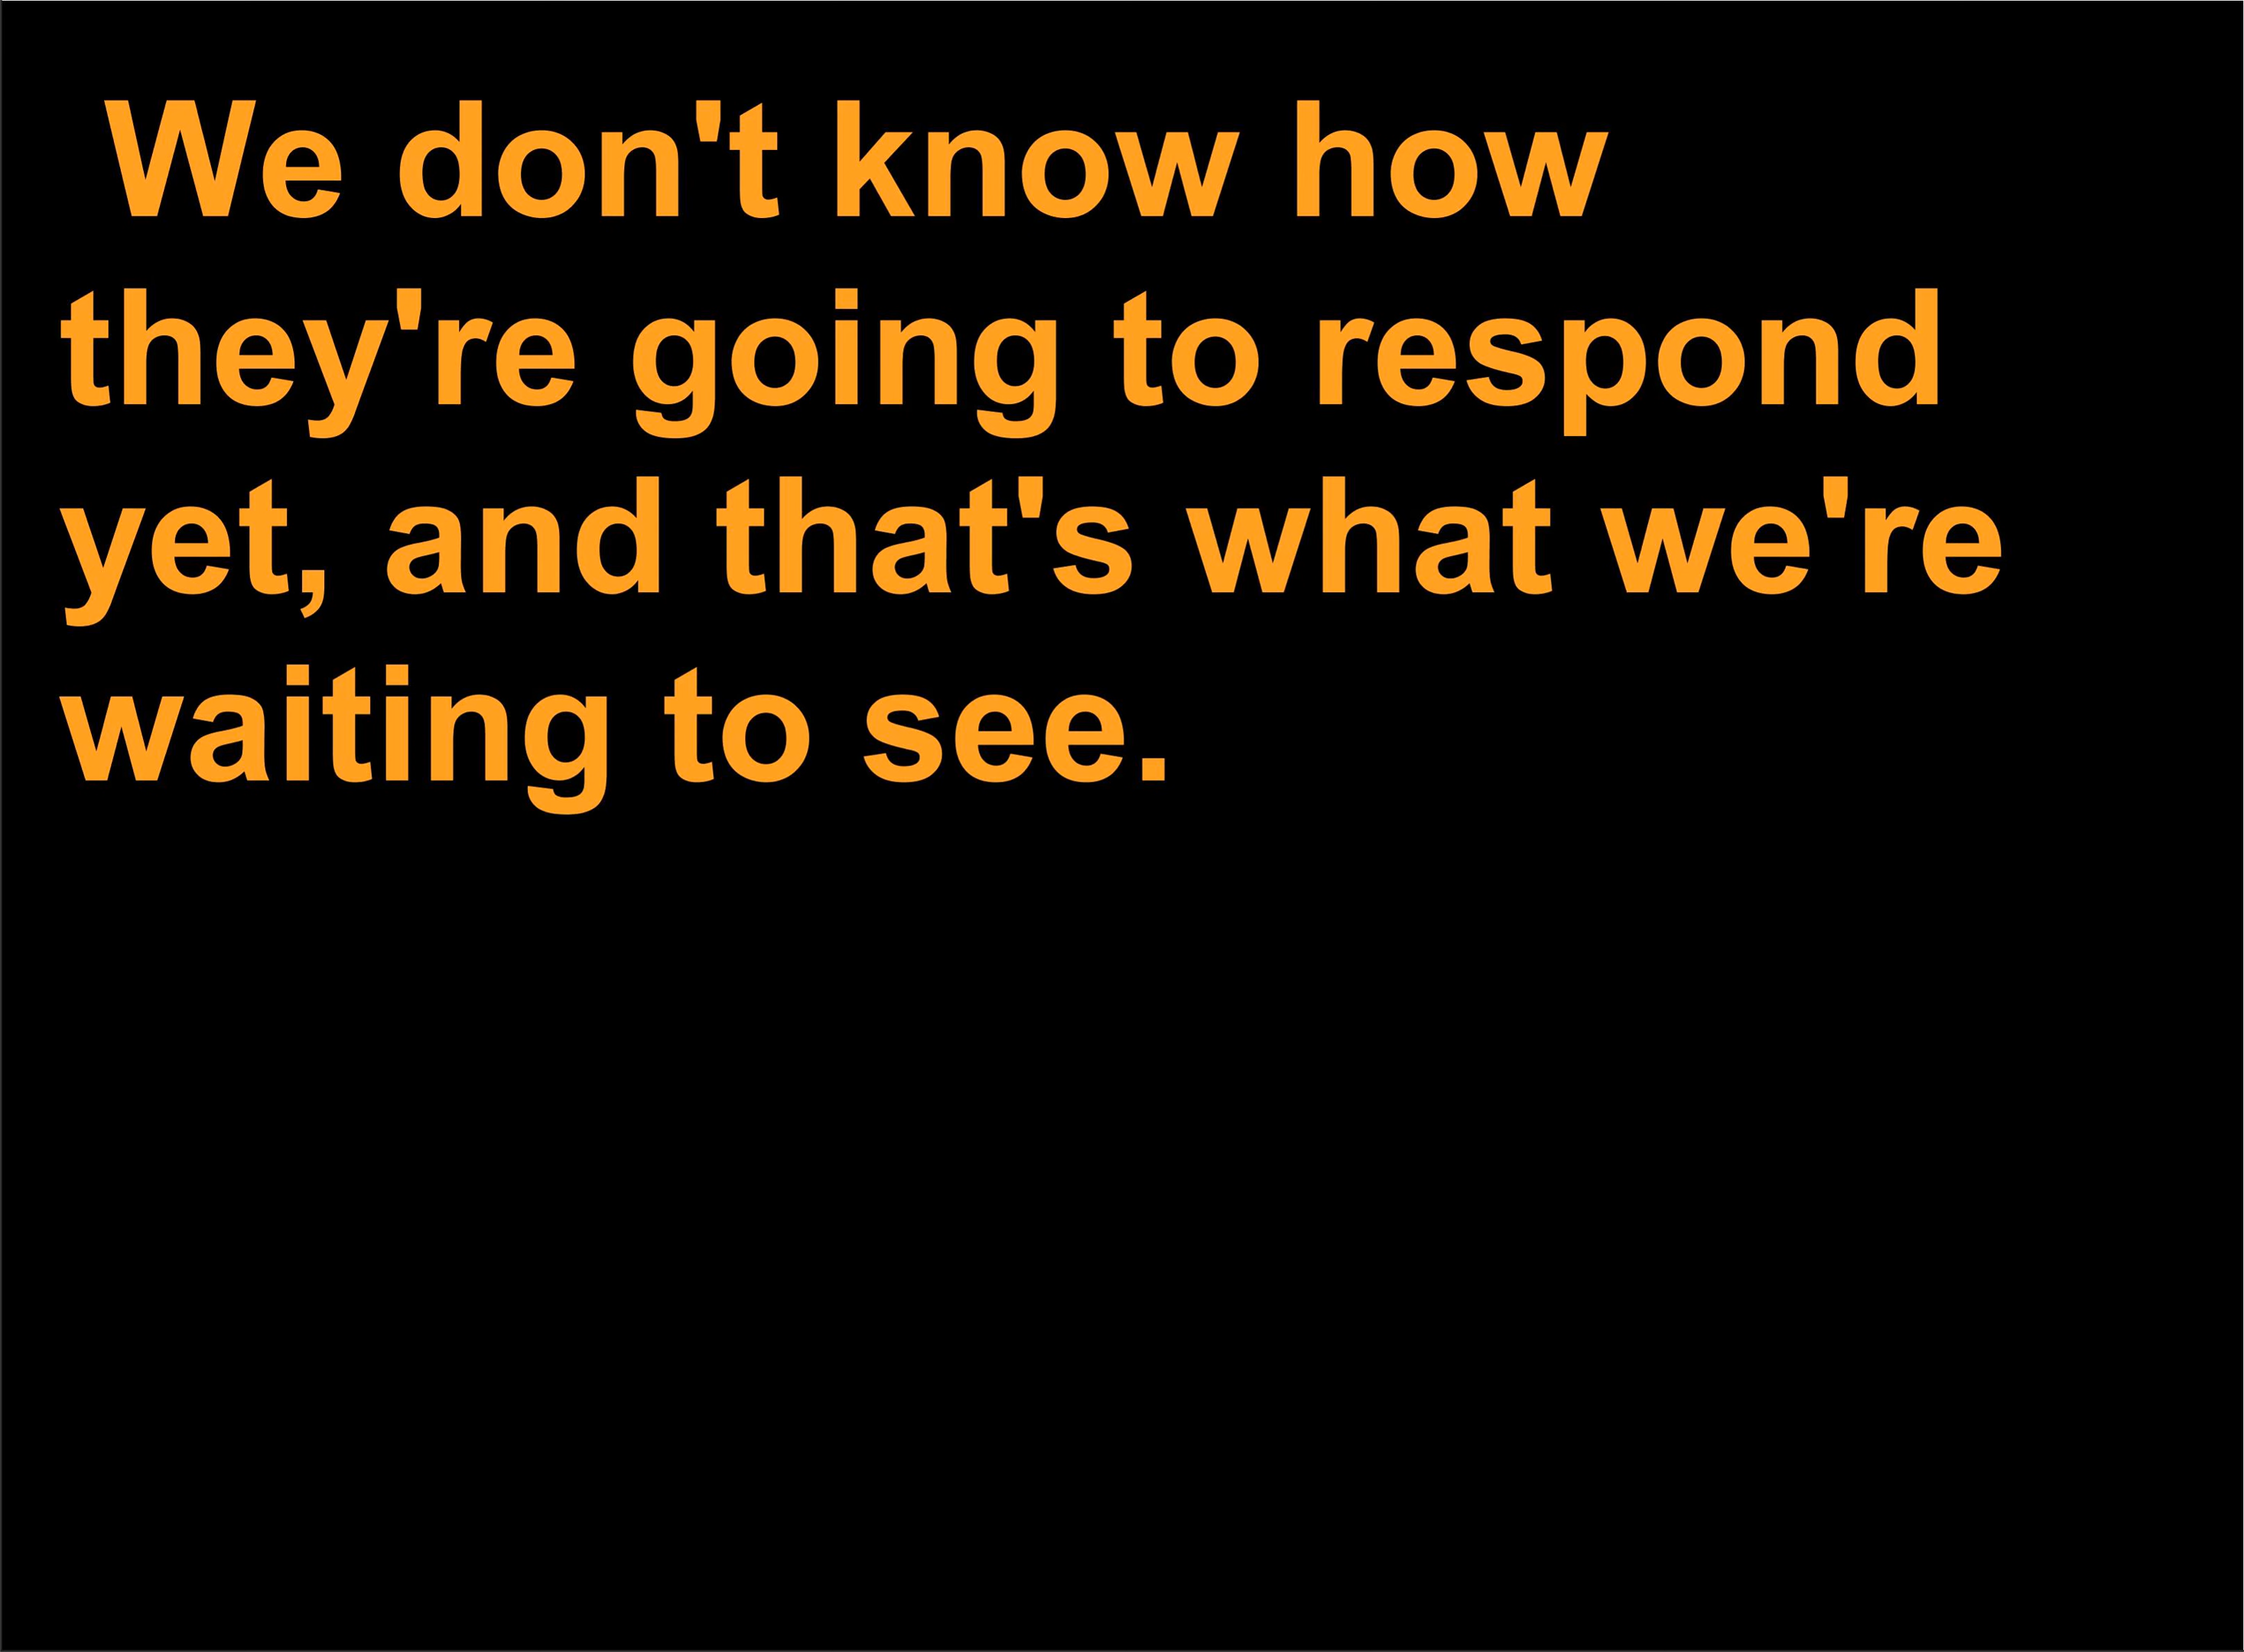 We don't know how
they're going to respond
yet, and that's what we're
waiting to see.